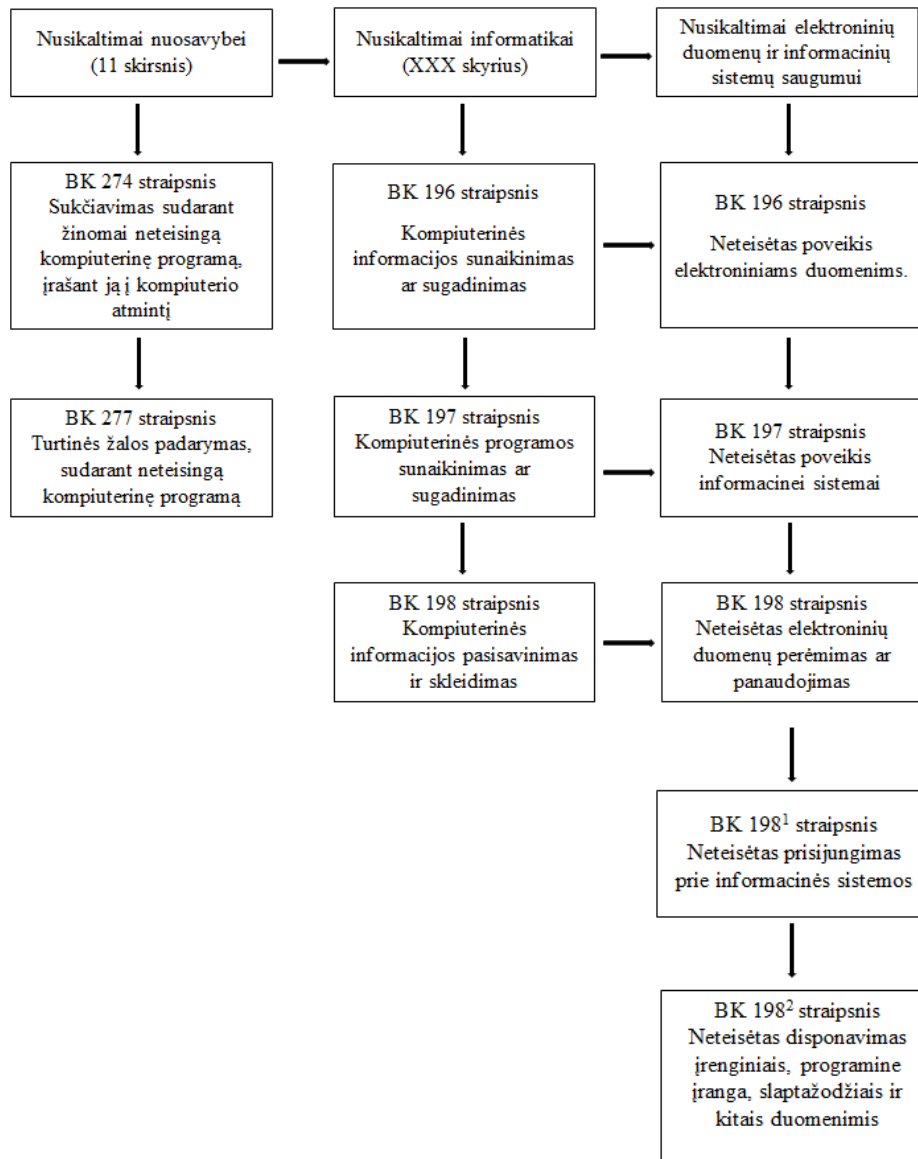 Nusikaltimai nuosavybei
(11 skirsnis)
Nusikaltimai informatikai
(XXX skyrius)
Nusikaltimai elektroninių
duomenų ir informacinių
sistemų saugumui
BK 274 straipsnis
Sukčiavimas sudarant
žinomai neteisingą
kompiuterinę programą,
įrašant ją į kompiuterio
atmintį
BK 196 straipsnis
Kompiuterinės
informacijos sunaikinimas
ar sugadinimas
BK 196 straipsnis
Neteisėtas poveikis
elektroniniams duomenims.
BK 277 straipsnis
Turtinės žalos padarymas,
sudarant neteisingą
kompiuterinę programą
BK 197 straipsnis
Kompiuterinės programos
sunaikinimas ar
sugadinimas
BK 197 straipsnis
Neteisėtas poveikis
informacinei sistemai
BK 198 straipsnis
Kompiuterinės
informacijos pasisavinimas
ir skleidimas
BK 198 straipsnis
Neteisėtas elektroninių
duomenų perėmimas ar
panaudojimas
BK 198¹ straipsnis
Neteisėtas prisijungimas
prie informacinės sistemos
BK 198² straipsnis
Neteisėtas disponavimas
įrenginiais, programine
įranga, slaptažodžiais ir
kitais duomenimis